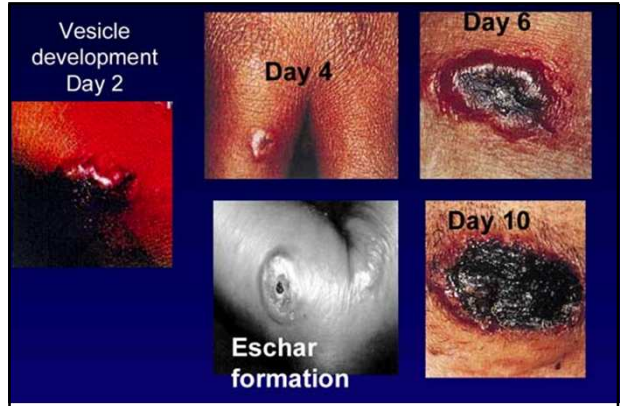 Vesicle
development
Day 2
Day 4
Day 6
Eschar
formation
Day 10